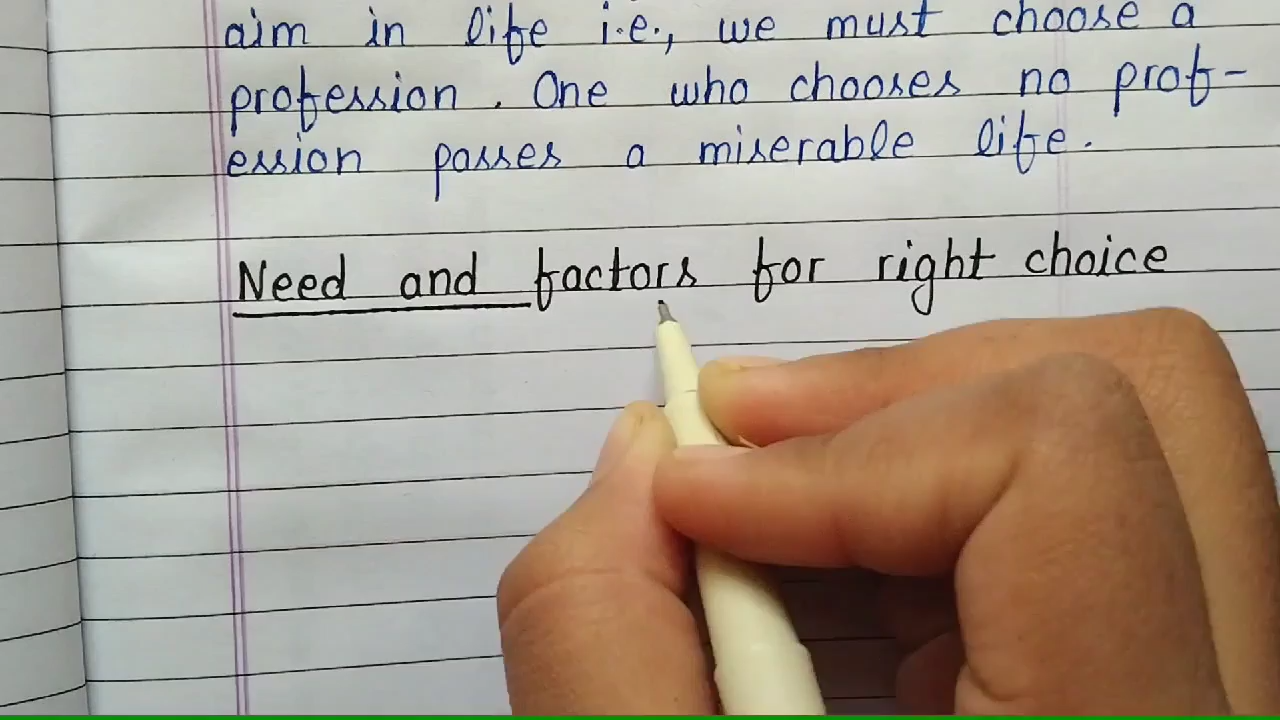 aim in life i.e., we must choose a
profession. One who chooses no prof-
ession passes a miserable life.
Need and factors for right choice